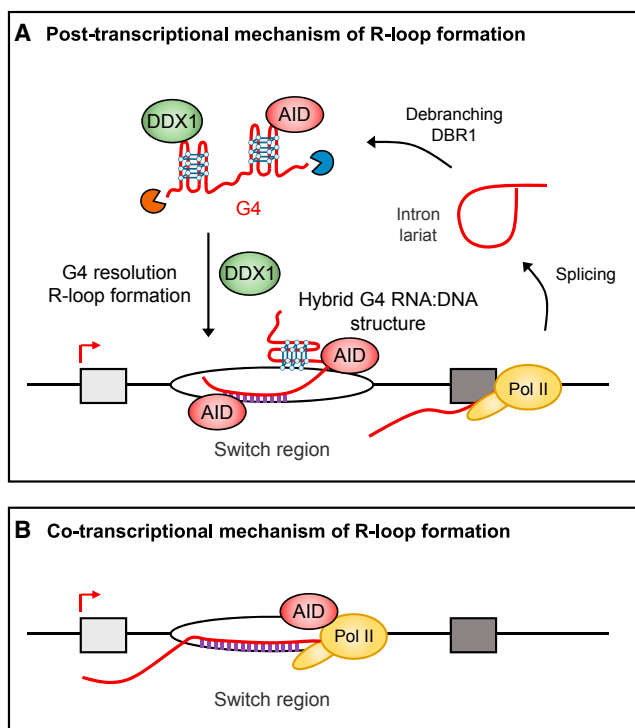 A Post-transcriptional mechanism of R-loop formation
DDX1
AID
Debranching
DBR1
G4
Intron
lariat
G4 resolution
R-loop formation
DDX1
Splicing
Hybrid G4 RNA:DNA
structure
AID
Pol II
AID
Switch region
B Co-transcriptional mechanism of R-loop formation
AID
Pol II
Switch region